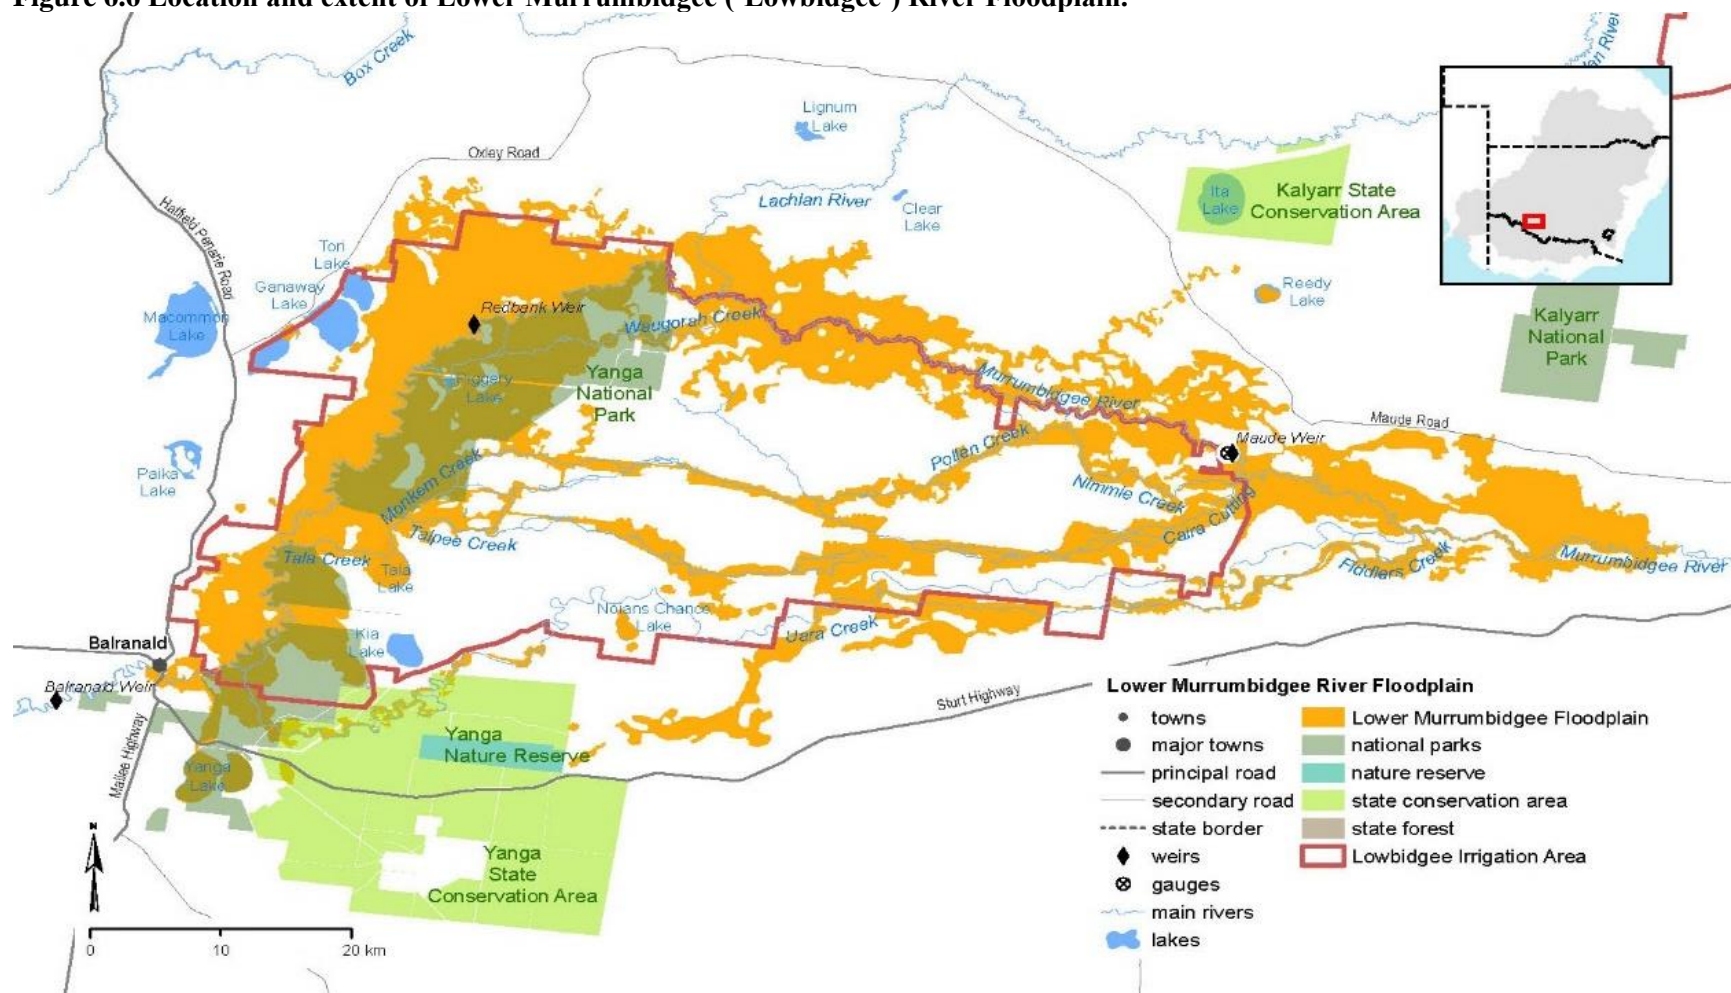 Figure 6.6 Location and extent of Lower Murrumbidgee ('Lowbidgee') River Floodplain.
Box Creek
Lignum
Lake
Oxley Road
Lachlan River
Clear
Lake
Ita
Lake
Kalyarr State
Conservation Area
Hatfield Penarie Road
Tori
Lake
Ganaway
Lake
Macommon
Lake
Redbank Weir
Waugorah Creek
Reedy
Lake
Kalyarr
National
Park
Piggery
Lake
Yanga
National
Park
Murrumbidgee River
Maude Road
Maude Weir
Pollen Creek
Nimmie Creek
Caira Cutting
Paika
Lake
Monkem Creek
Talpee Creek
Tala Creek
Tala
Lake
Fiddlers Creek
Murrumbidgee River
Nolans Chance
Lake
Uara Creek
Kia
Lake
Balranald
Balranald Weir
Mallee Highway
Yanga
Lake
Yanga
Nature Reserve
Sturt Highway
Yanga
State
Conservation Area
N
0 10 20 km
Lower Murrumbidgee River Floodplain
towns
major towns
principal road
secondary road
state border
weirs
gauges
main rivers
lakes
Lower Murrumbidgee Floodplain
national parks
nature reserve
state conservation area
state forest
Lowbidgee Irrigation Area